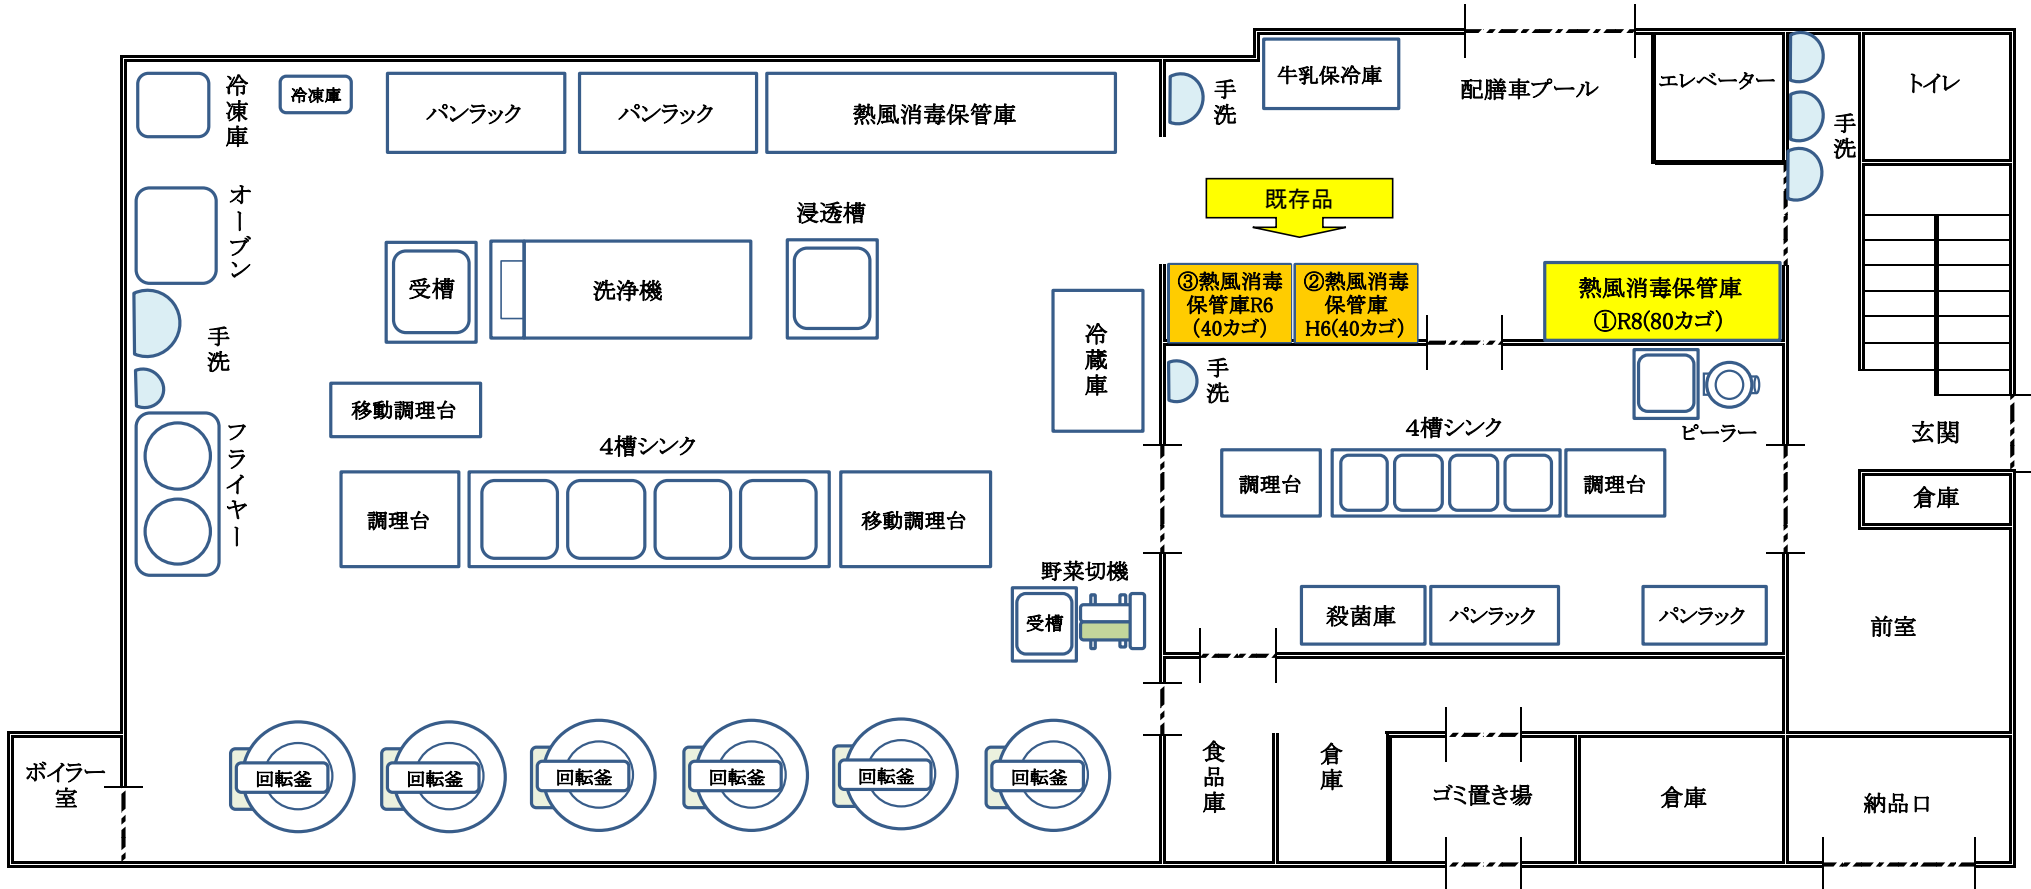 冷凍庫
冷凍庫
パンラック
パンラック
熱風消毒保管庫
手洗
牛乳保冷庫
配膳車プール
エレベーター
手洗
トイレ
オーブン
浸透槽
既存品
受槽
洗浄機
③熱風消毒
保管庫R6
(40カゴ)
②熱風消毒
保管庫
H6(40カゴ)
熱風消毒保管庫
①R8(80カゴ)
手洗
冷蔵庫
手洗
移動調理台
フライヤー
4槽シンク
4槽シンク
ピーラー
玄関
調理台
移動調理台
調理台
調理台
倉庫
野菜切機
受槽
殺菌庫
パンラック
パンラック
前室
ボイラー
室
回転釜
回転釜
回転釜
回転釜
回転釜
回転釜
食品庫
倉庫
ゴミ置き場
倉庫
納品口